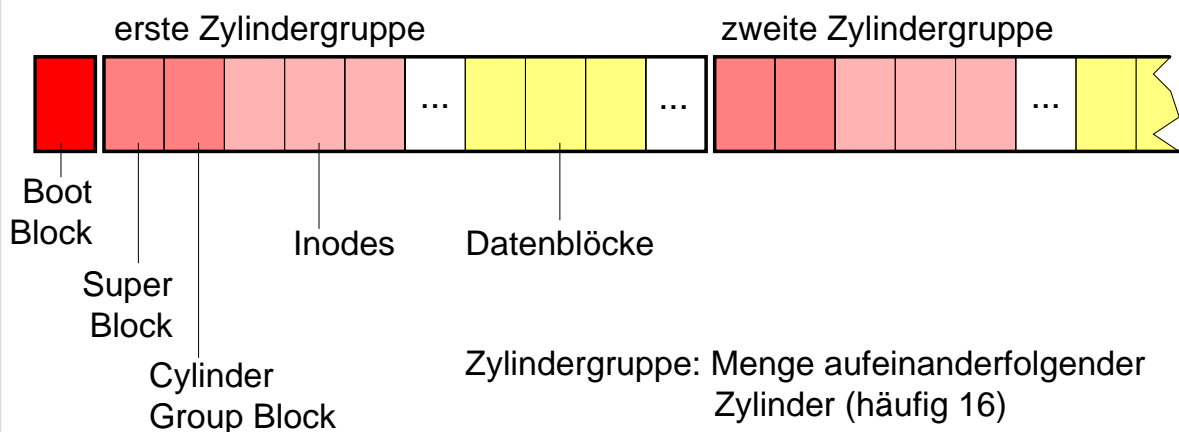 erste Zylindergruppe
zweite Zylindergruppe
...
...
...
Boot
Block
Inodes
Datenblöcke
Super
Block
Cylinder
Group Block
Zylindergruppe: Menge aufeinanderfolgender
Zylinder (häufig 16)